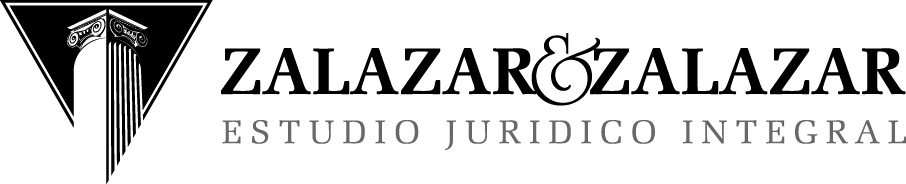 ZALAZAR&ZALAZAR
ESTUDIO JURIDICO INTEGRAL